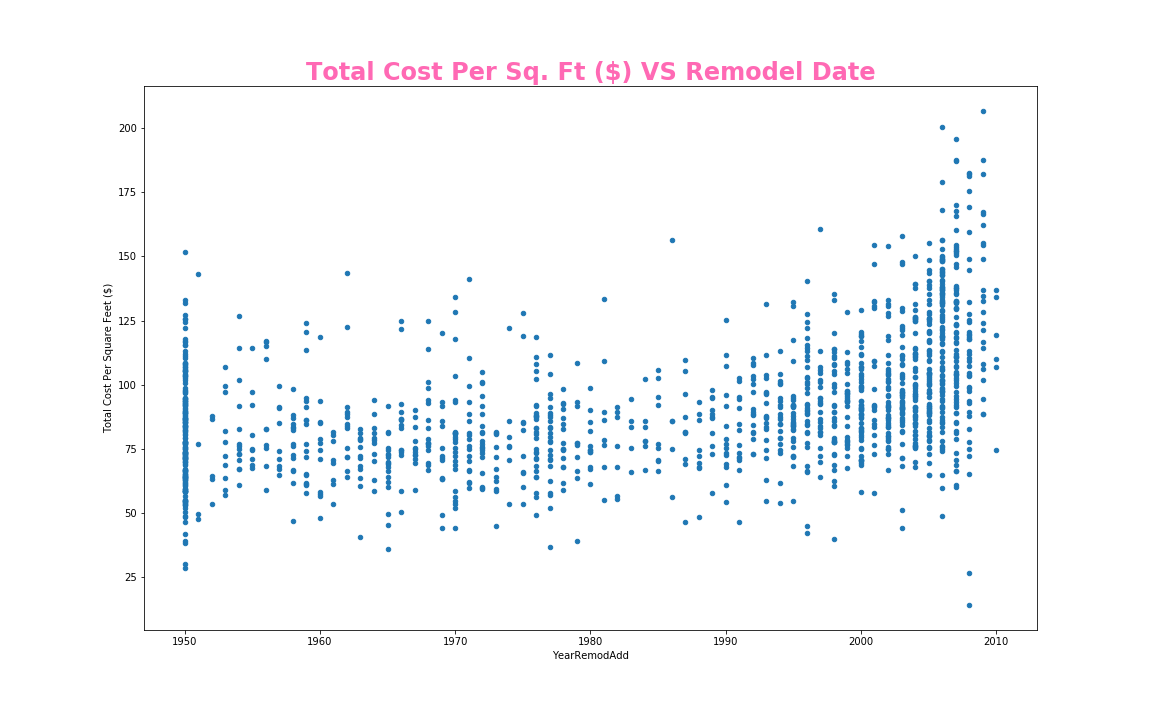 Total Cost Per Sq. Ft ($) VS Remodel Date
Total Cost Per Square Feet ($)
200
175
150
125
100
75
50
25
1950 1960 1970 1980 1990 2000 2010
YearRemodAdd